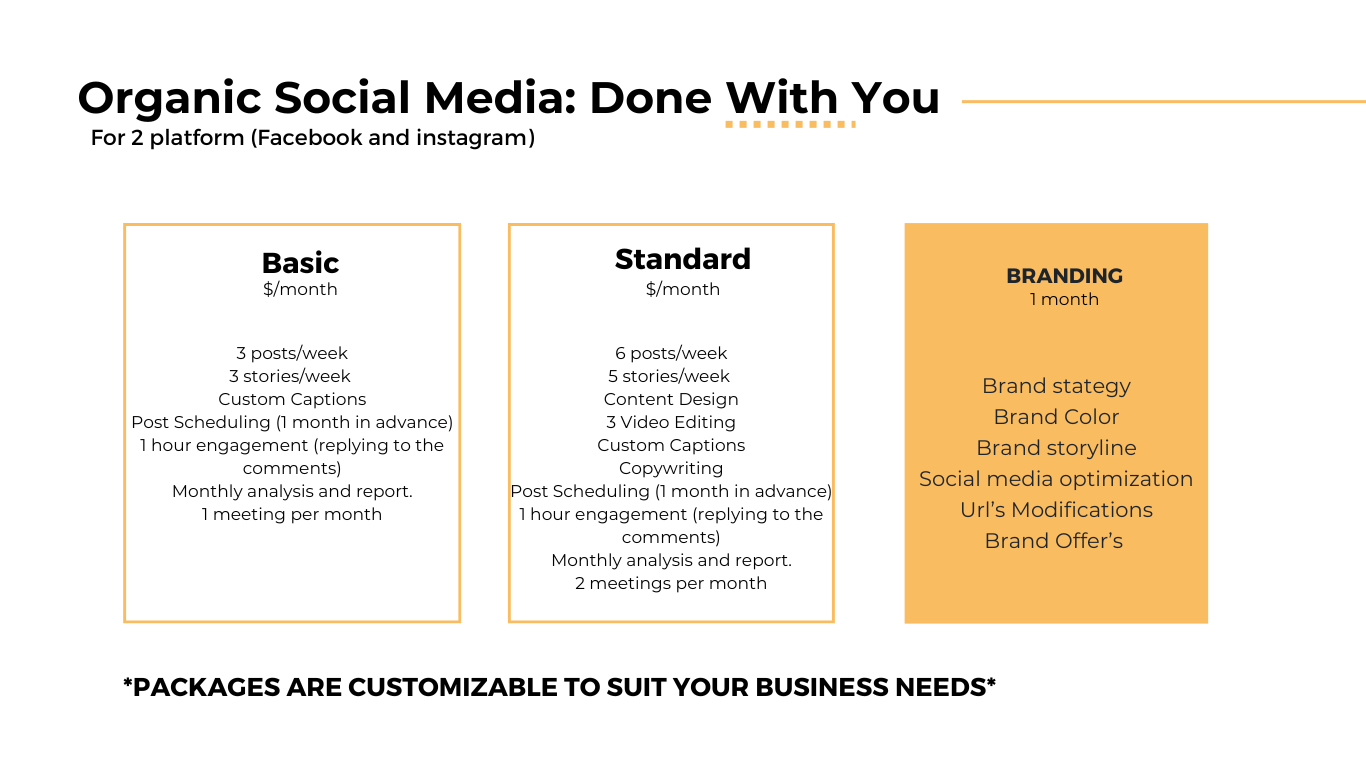 Organic Social Media: Done With You
For 2 platform (Facebook and instagram)
Basic
$/month
3 posts/week
3 stories/week
Custom Captions
Post Scheduling (1 month in advance)
1 hour engagement (replying to the
comments)
Monthly analysis and report.
1 meeting per month
Standard
$/month
6 posts/week
5 stories/week
Content Design
3 Video Editing
Custom Captions
Copywriting
Post Scheduling (1 month in advance)
1 hour engagement (replying to the
comments)
Monthly analysis and report.
2 meetings per month
BRANDING
1 month
Brand stategy
Brand Color
Brand storyline
Social media optimization
Url’s Modifications
Brand Offer’s
*PACKAGES ARE CUSTOMIZABLE TO SUIT YOUR BUSINESS NEEDS*